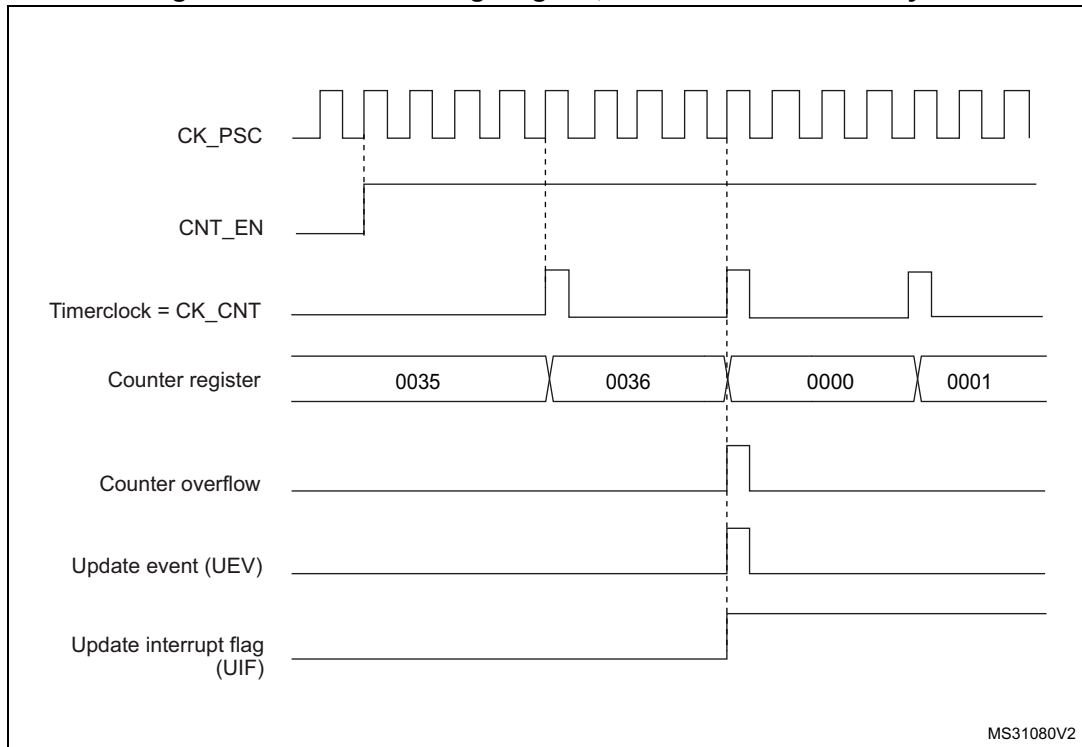 CK_PSC
CNT_EN
Timerclock = CK_CNT
Counter register
0035
0036
0000
0001
Counter overflow
Update event (UEV)
Update interrupt flag
(UIF)
MS31080V2